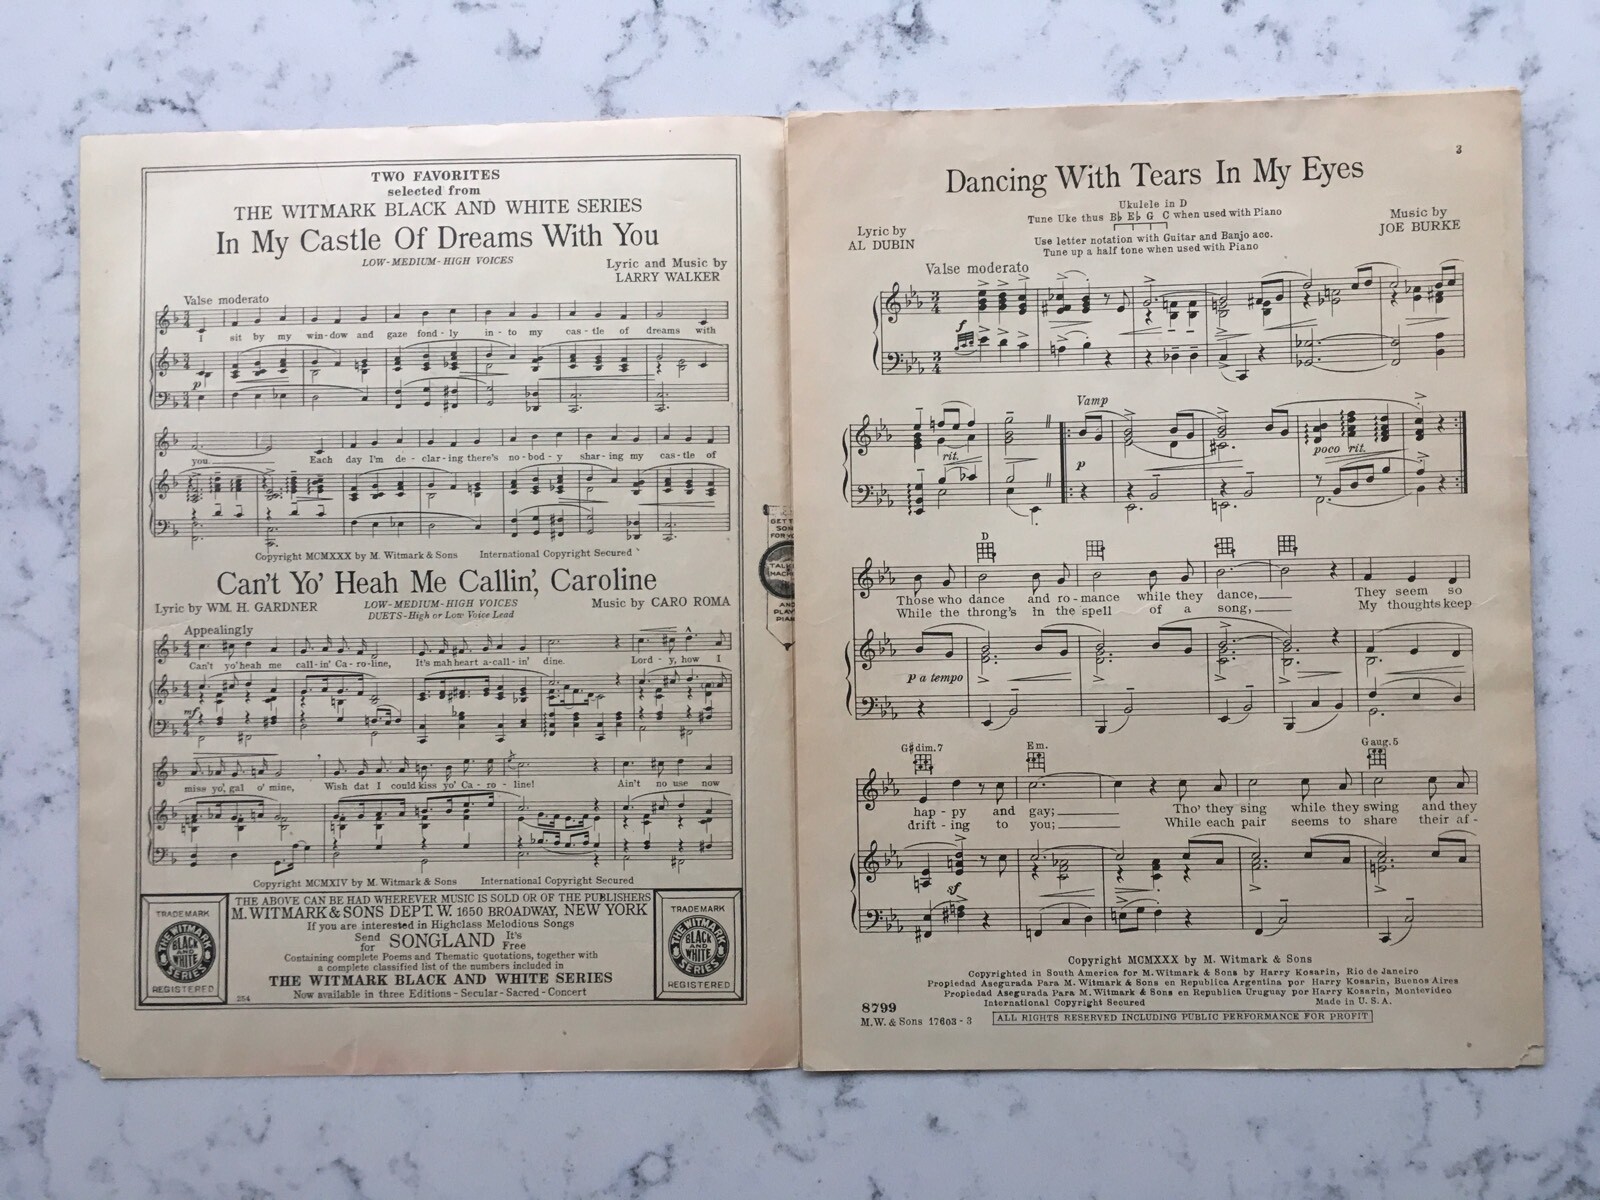 TWO FAVORITES
selected from
THE WITMARK BLACK AND WHITE SERIES
In My Castle Of Dreams With You
LOW-MEDIUM-HIGH VOICES
Lyric and Music by
LARRY WALKER
Valse moderato
I sit by my win-dow and gaze fond-ly in-to my cas-tle of dreams with
p
you Each day I'm de-clar-ing there's no-bod-y shar-ing my cas-tle of
Copyright MCMXXX by M. Witmark & Sons International Copyright Secured
Can't Yo' Heah Me Callin', Caroline
Lyric by WM. H. GARDNER
LOW-MEDIUM-HIGH VOICES
DUETS-High or Low Voice Lead
Music by CARO ROMA
Appealingly
Can't yo' heah me call-in' Ca-ro-line, It's mah heart a-call-in' dine. Lord-y, how I
mf
miss yo', gal o' mine, Wish dat I could kiss yo' Ca-ro-line! Ain't no use now
Copyright MCMXIV by M. Witmark & Sons International Copyright Secured
TRADEMARK
THE WITMARK
BLACK
AND
WHITE
SERIES
REGISTERED
THE ABOVE CAN BE HAD WHEREVER MUSIC IS SOLD OR OF THE PUBLISHERS
M. WITMARK & SONS DEPT. W. 1650 BROADWAY, NEW YORK
If you are interested in Highclass Melodious Songs
Send for SONGLAND It's Free
Containing complete Poems and Thematic quotations, together with
a complete classified list of the numbers included in
THE WITMARK BLACK AND WHITE SERIES
Now available in three Editions - Secular - Sacred - Concert
254
TRADEMARK
THE WITMARK
BLACK
AND
WHITE
SERIES
REGISTERED
3
Dancing With Tears In My Eyes
Lyric by
AL DUBIN
Ukulele in D
Tune Uke thus B♭ E♭ G C when used with Piano
Use letter notation with Guitar and Banjo acc.
Tune up a half tone when used with Piano
Music by
JOE BURKE
Valse moderato
f
rit.
Vamp
p
poco rit.
D
Those who dance and ro-mance while they dance, They seem so
While the throng's in the spell of a song, My thoughts keep
p a tempo
G♯dim.7 Em. G aug.5
hap-py and gay; Tho' they sing while they swing and they
drift-ing to you; While each pair seems to share their af-
sf
Copyright MCMXXX by M. Witmark & Sons
Copyrighted in South America for M. Witmark & Sons by Harry Kosarin, Rio de Janeiro
Propiedad Asegurada Para M. Witmark & Sons en Republica Argentina por Harry Kosarin, Buenos Aires
Propiedad Asegurada Para M. Witmark & Sons en Republica Uruguay por Harry Kosarin, Montevideo
International Copyright Secured Made in U.S.A.
8799
M.W. & Sons 17603-3
ALL RIGHTS RESERVED INCLUDING PUBLIC PERFORMANCE FOR PROFIT